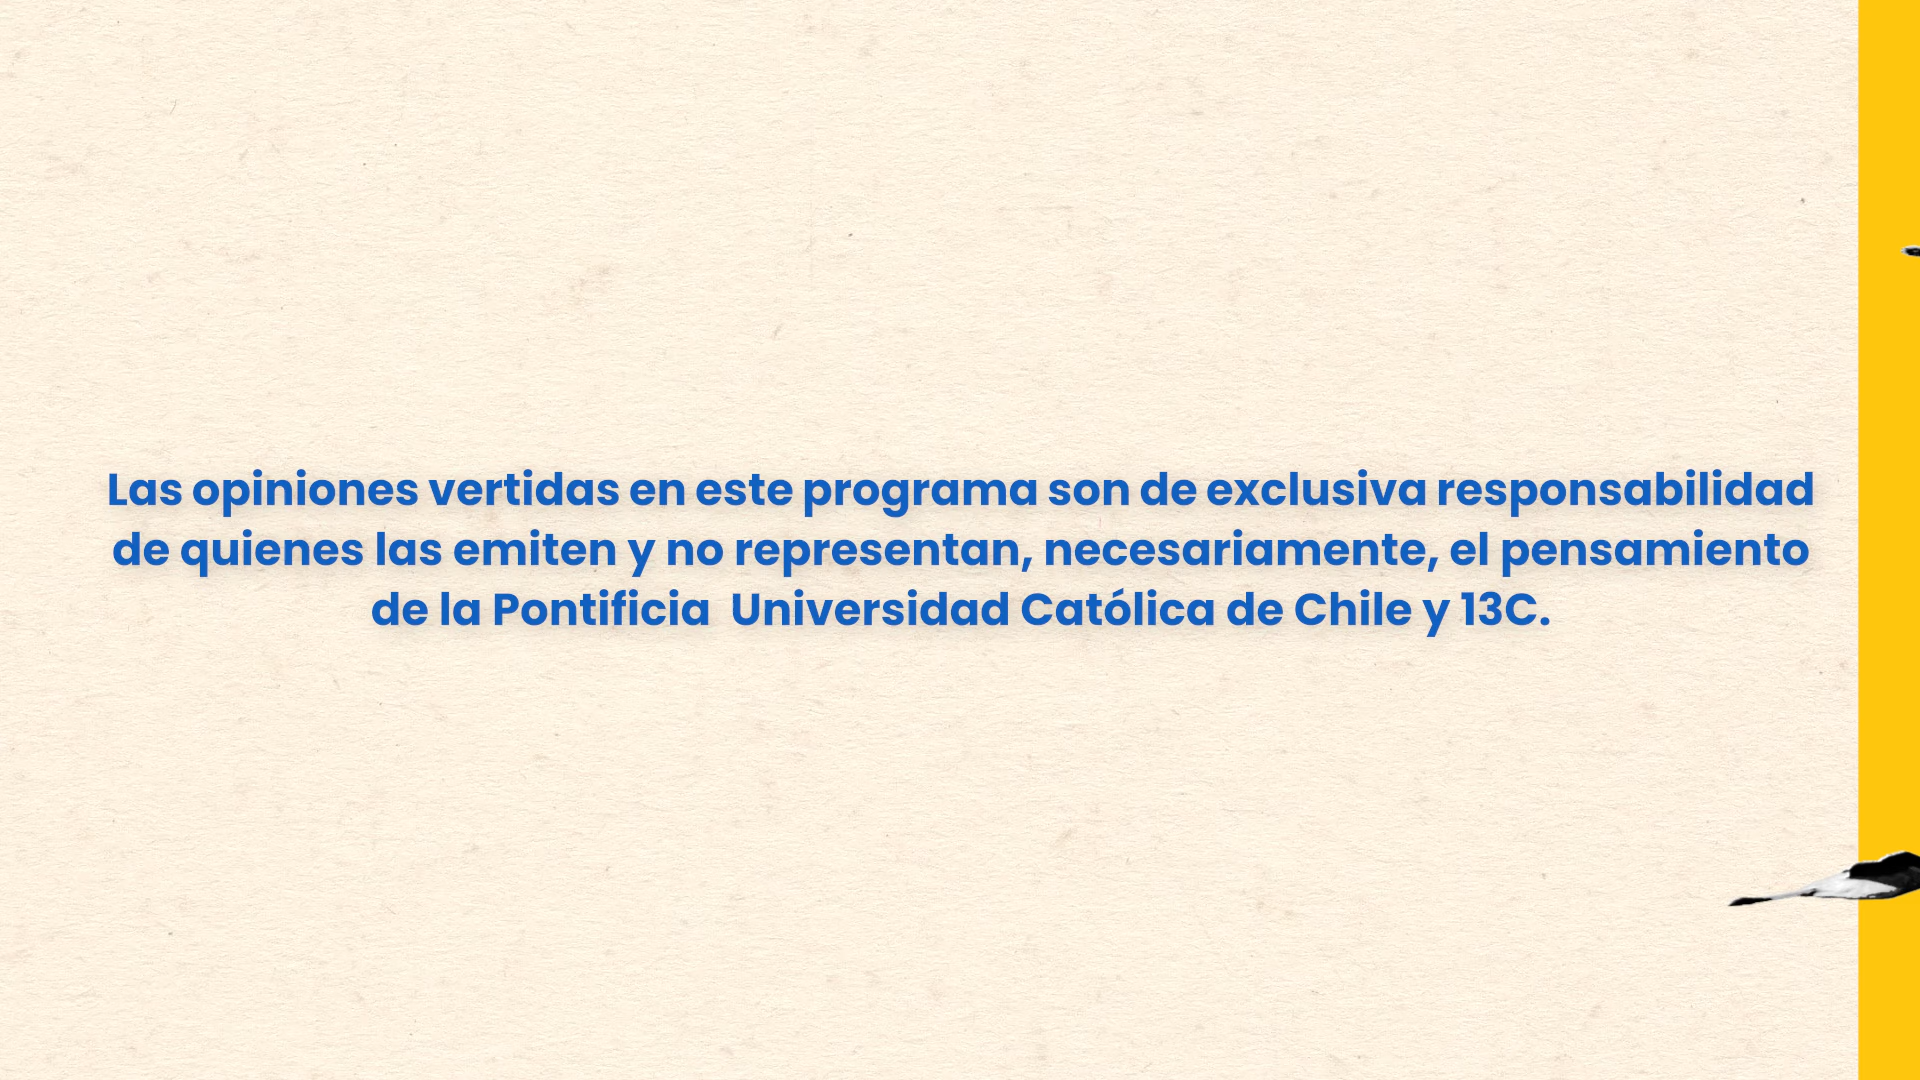 Las opiniones vertidas en este programa son de exclusiva responsabilidad
de quienes las emiten y no representan, necesariamente, el pensamiento
de la Pontificia  Universidad Católica de Chile y 13C.